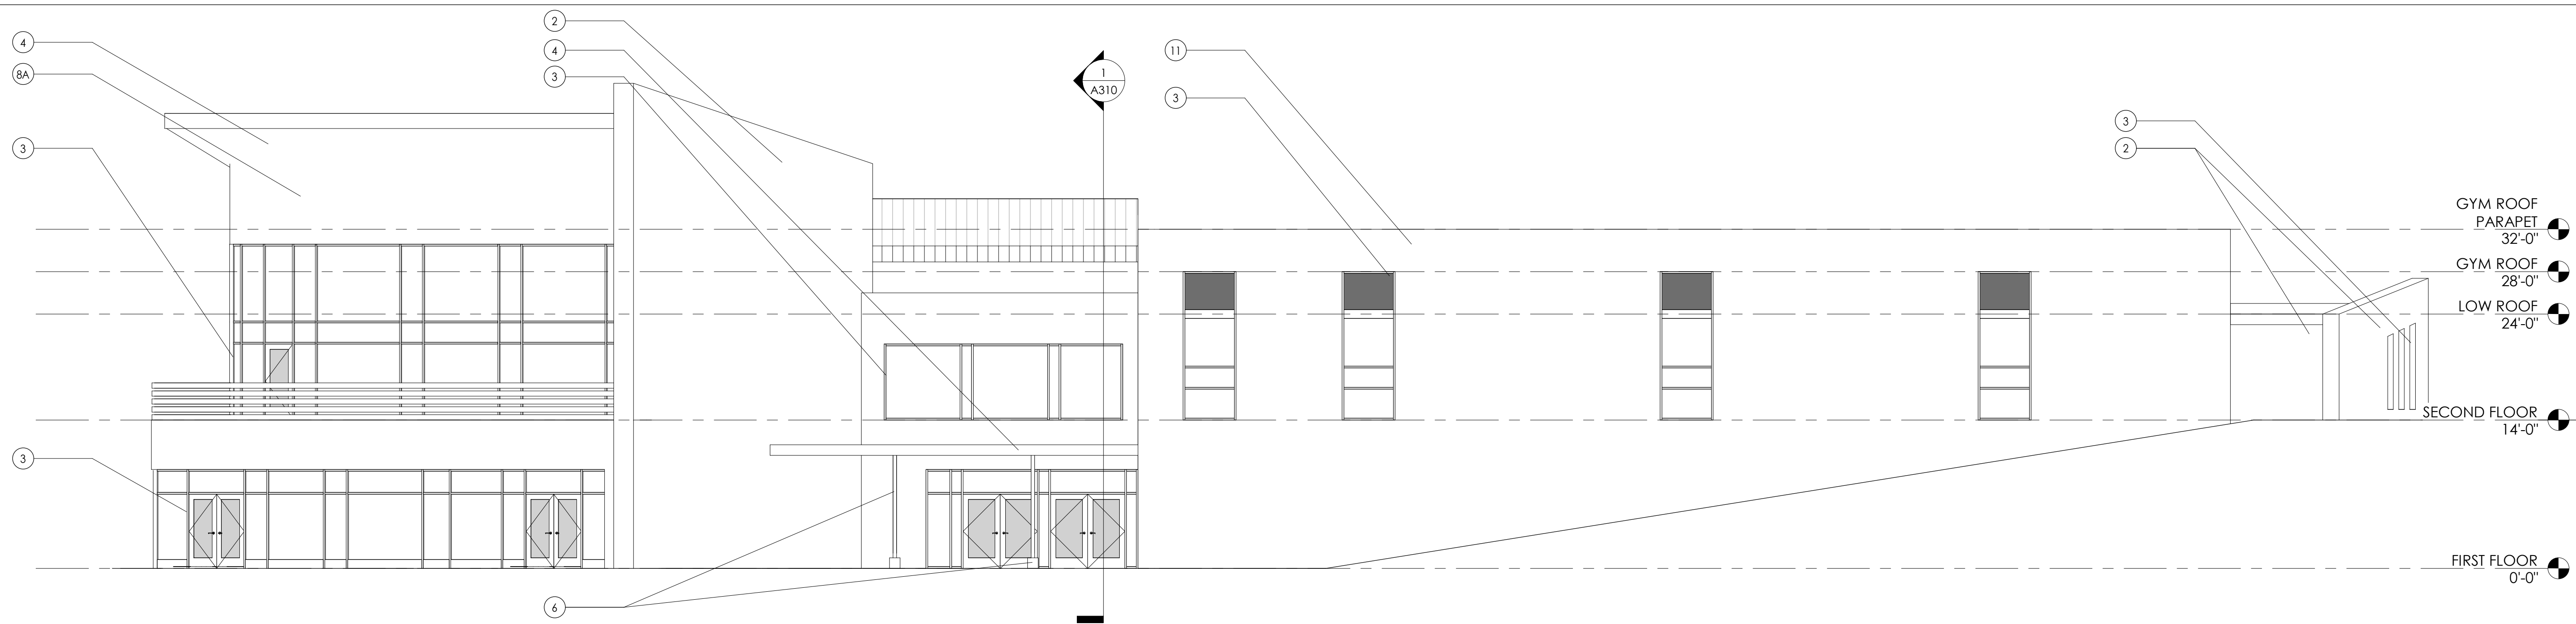 2
4
4
3
8A
1
A310
11
3
3
3
2
GYM ROOF
PARAPET
32'-0"
GYM ROOF
28'-0"
LOW ROOF
24'-0"
SECOND FLOOR
14'-0"
3
FIRST FLOOR
0'-0"
6